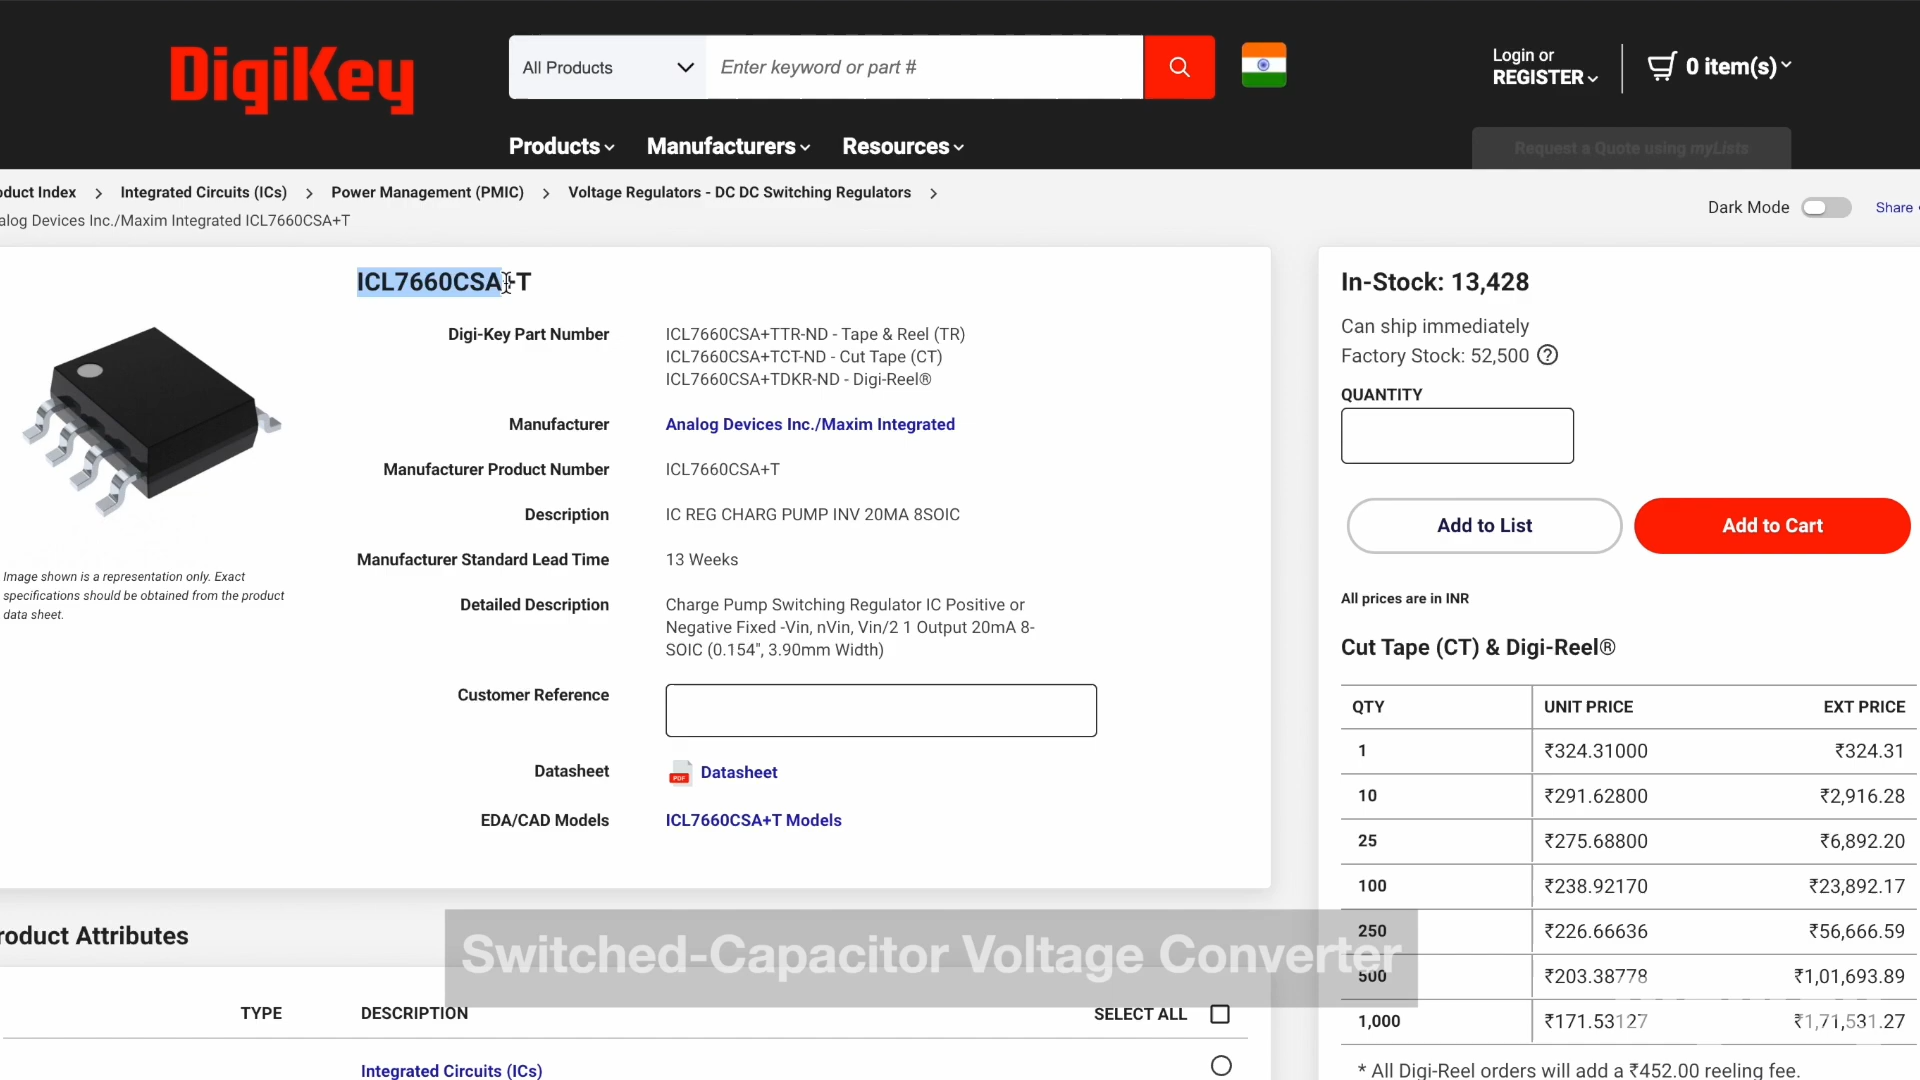 DigiKey
All Products
Enter keyword or part #
Login or
REGISTER
0 item(s)
Products
Manufacturers
Resources
Request a Quote using myLists
oduct Index > Integrated Circuits (ICs) > Power Management (PMIC) > Voltage Regulators - DC DC Switching Regulators >
alog Devices Inc./Maxim Integrated ICL7660CSA+T
Dark Mode
Share
ICL7660CSA+T
Digi-Key Part Number
ICL7660CSA+TTR-ND - Tape & Reel (TR)
ICL7660CSA+TCT-ND - Cut Tape (CT)
ICL7660CSA+TDKR-ND - Digi-Reel®
Manufacturer
Analog Devices Inc./Maxim Integrated
Manufacturer Product Number
ICL7660CSA+T
Description
IC REG CHARG PUMP INV 20MA 8SOIC
Manufacturer Standard Lead Time
13 Weeks
Detailed Description
Charge Pump Switching Regulator IC Positive or
Negative Fixed -Vin, nVin, Vin/2 1 Output 20mA 8-
SOIC (0.154", 3.90mm Width)
Customer Reference
Datasheet
PDF
Datasheet
EDA/CAD Models
ICL7660CSA+T Models
Image shown is a representation only. Exact
specifications should be obtained from the product
data sheet.
In-Stock: 13,428
Can ship immediately
Factory Stock: 52,500 ?
QUANTITY
Add to List
Add to Cart
All prices are in INR
Cut Tape (CT) & Digi-Reel®
QTY UNIT PRICE EXT PRICE
1 ₹324.31000 ₹324.31
10 ₹291.62800 ₹2,916.28
25 ₹275.68800 ₹6,892.20
100 ₹238.92170 ₹23,892.17
250 ₹226.66636 ₹56,666.59
500 ₹203.38778 ₹1,01,693.89
1,000 ₹171.53127 ₹1,71,531.27
* All Digi-Reel orders will add a ₹452.00 reeling fee.
roduct Attributes
Switched-Capacitor Voltage Converter
TYPE DESCRIPTION SELECT ALL
Integrated Circuits (ICs)